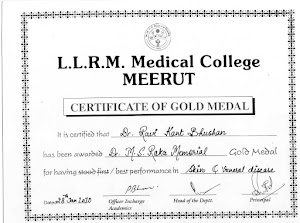 L.L.R.M. Medical College
MEERUT
CERTIFICATE OF GOLD MEDAL
It is certified that Dr. Ravi Kant Bhushan
has been awarded Dr. M.S. Raka Memorial Gold Medal
for having stood first / best performance in Skin & Veneral disease
Dated 28th Jan 2010 Officer Incharge Head of the Deptt. Principal
Academics